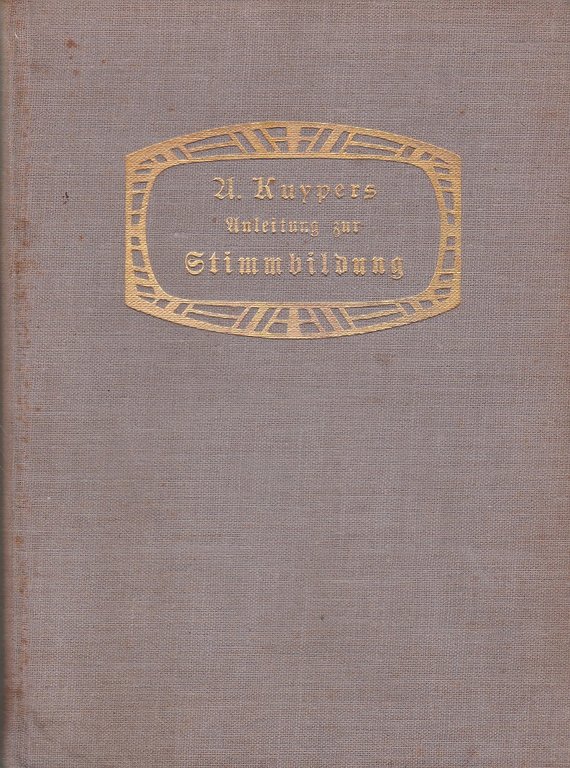 A. Kuypers
Anleitung zur
Stimmbildung